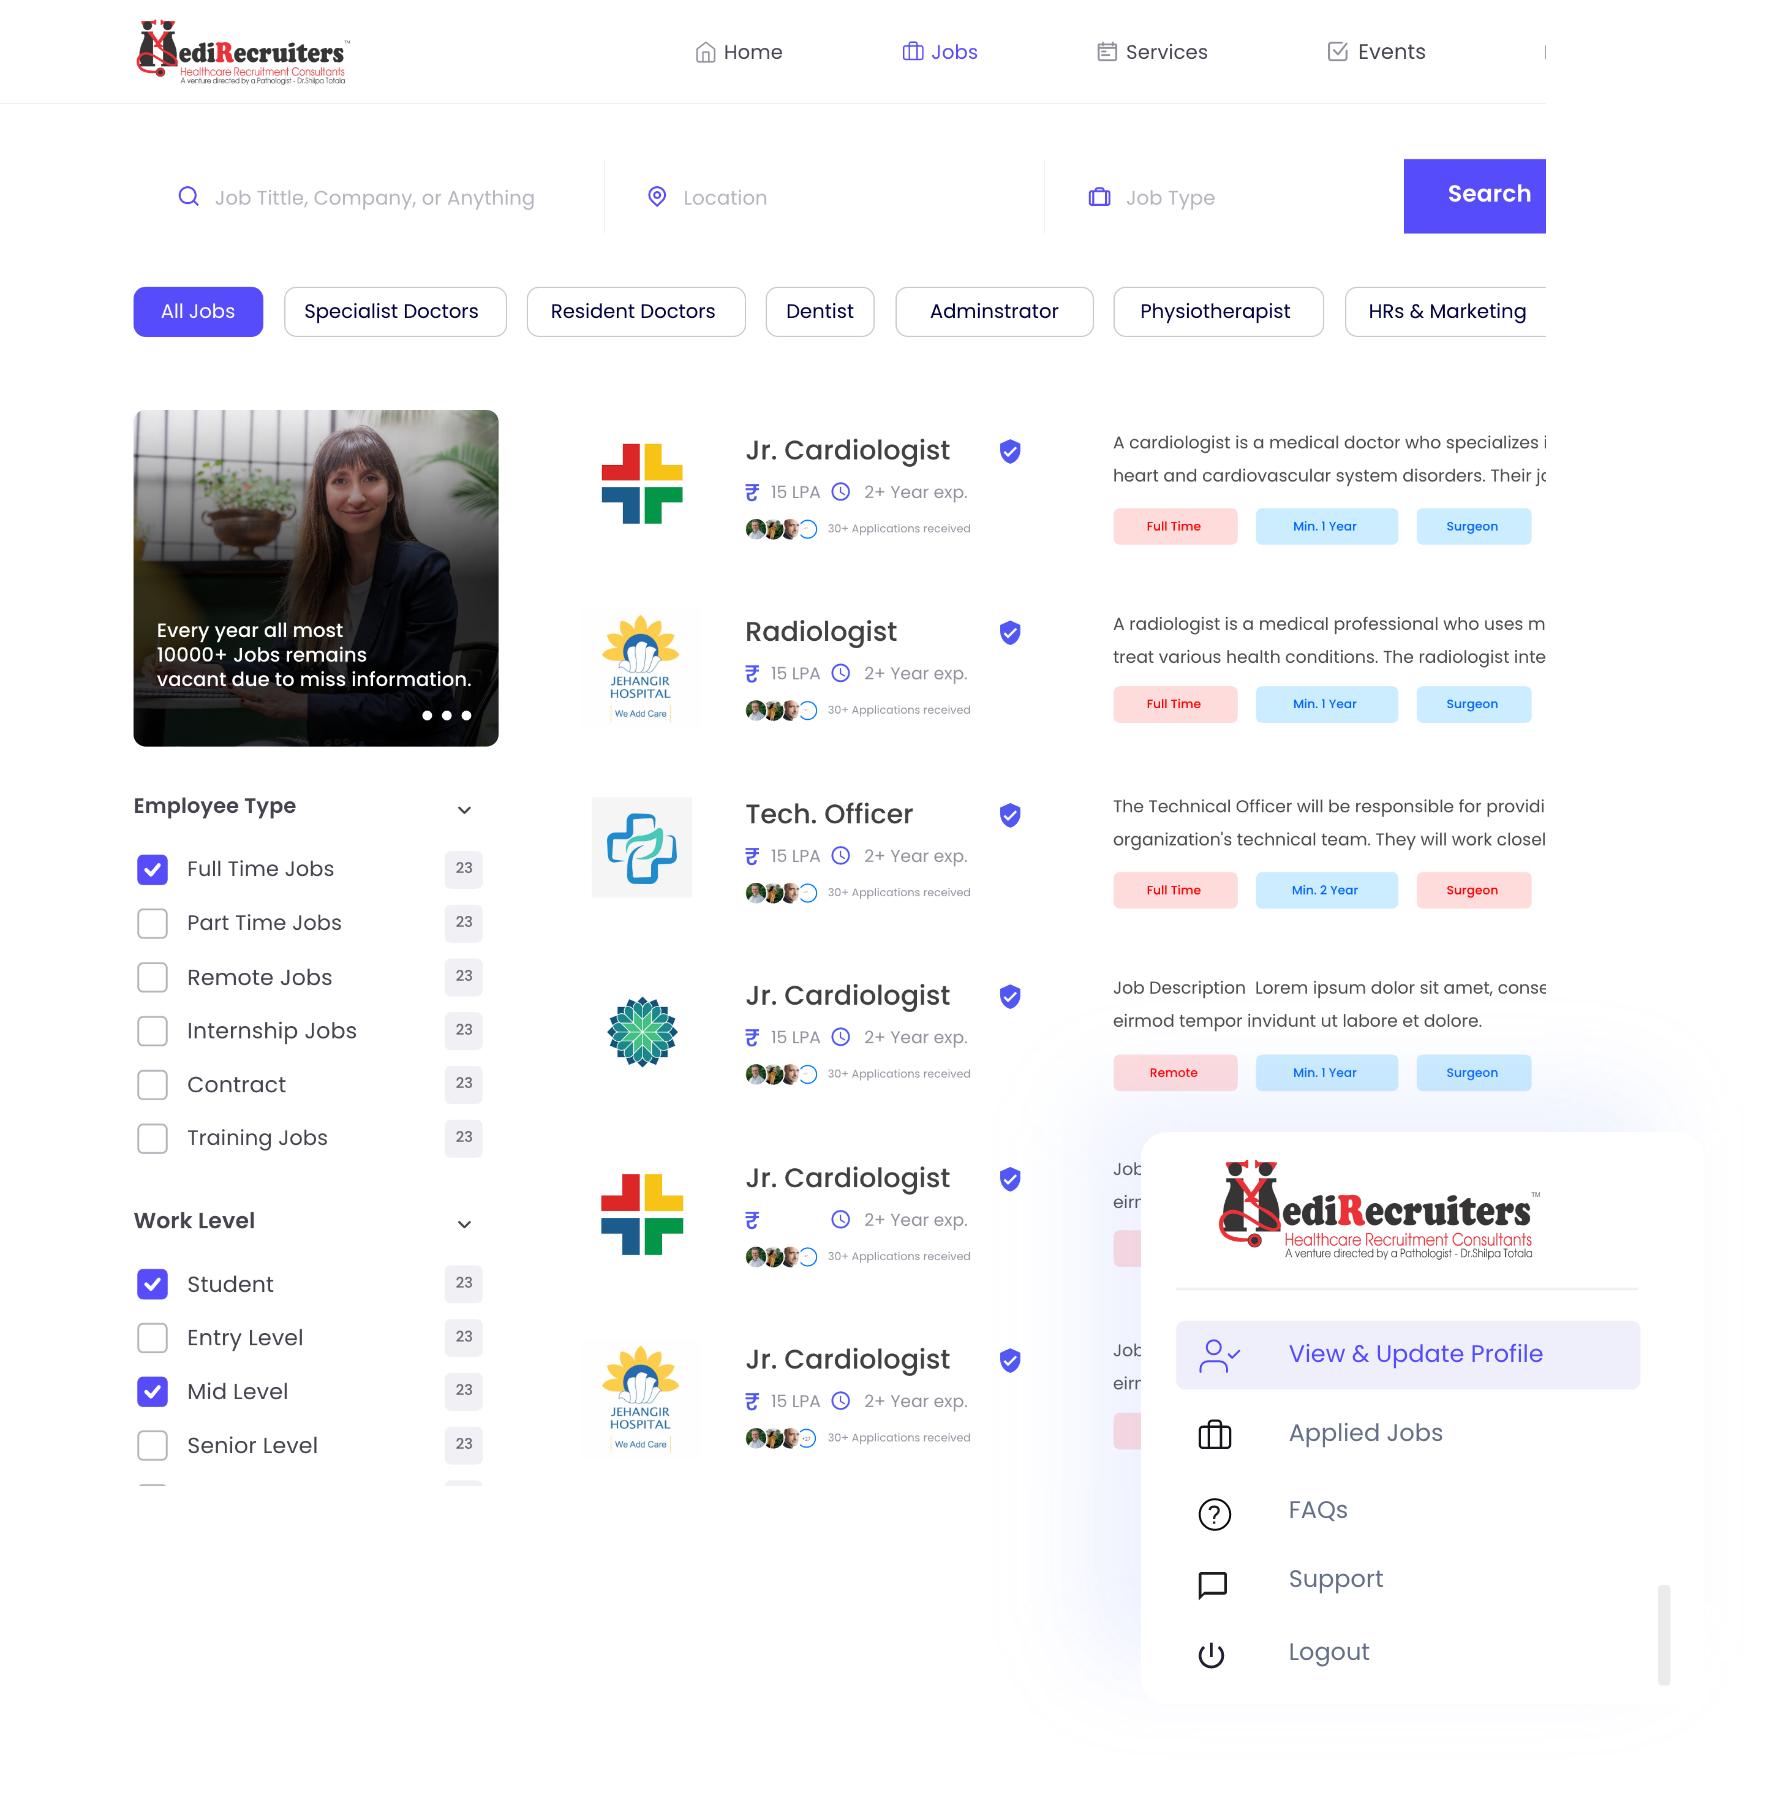 MediRecruiters™
Healthcare Recruitment Consultants
A venture directed by a Pathologist - Dr.Shilpa Totala
Home
Jobs
Services
Events
Job Tittle, Company, or Anything
Location
Job Type
Search
All Jobs
Specialist Doctors
Resident Doctors
Dentist
Adminstrator
Physiotherapist
HRs & Marketing
Every year all most
10000+ Jobs remains
vacant due to miss information.
Employee Type
Full Time Jobs 23
Part Time Jobs 23
Remote Jobs 23
Internship Jobs 23
Contract 23
Training Jobs 23
Work Level
Student 23
Entry Level 23
Mid Level 23
Senior Level 23
Jr. Cardiologist
₹ 15 LPA 2+ Year exp.
30+ Applications received
A cardiologist is a medical doctor who specializes i
heart and cardiovascular system disorders. Their jo
Full Time Min. 1 Year Surgeon
JEHANGIR
HOSPITAL
We Add Care
Radiologist
₹ 15 LPA 2+ Year exp.
30+ Applications received
A radiologist is a medical professional who uses m
treat various health conditions. The radiologist inte
Full Time Min. 1 Year Surgeon
Tech. Officer
₹ 15 LPA 2+ Year exp.
30+ Applications received
The Technical Officer will be responsible for providi
organization's technical team. They will work closel
Full Time Min. 2 Year Surgeon
Jr. Cardiologist
₹ 15 LPA 2+ Year exp.
30+ Applications received
Job Description Lorem ipsum dolor sit amet, conse
eirmod tempor invidunt ut labore et dolore.
Remote Min. 1 Year Surgeon
Jr. Cardiologist
₹ 2+ Year exp.
30+ Applications received
Job
eirr
JEHANGIR
HOSPITAL
We Add Care
Jr. Cardiologist
₹ 15 LPA 2+ Year exp.
+27 30+ Applications received
Job
eirr
MediRecruiters™
Healthcare Recruitment Consultants
A venture directed by a Pathologist - Dr.Shilpa Totala
View & Update Profile
Applied Jobs
FAQs
Support
Logout